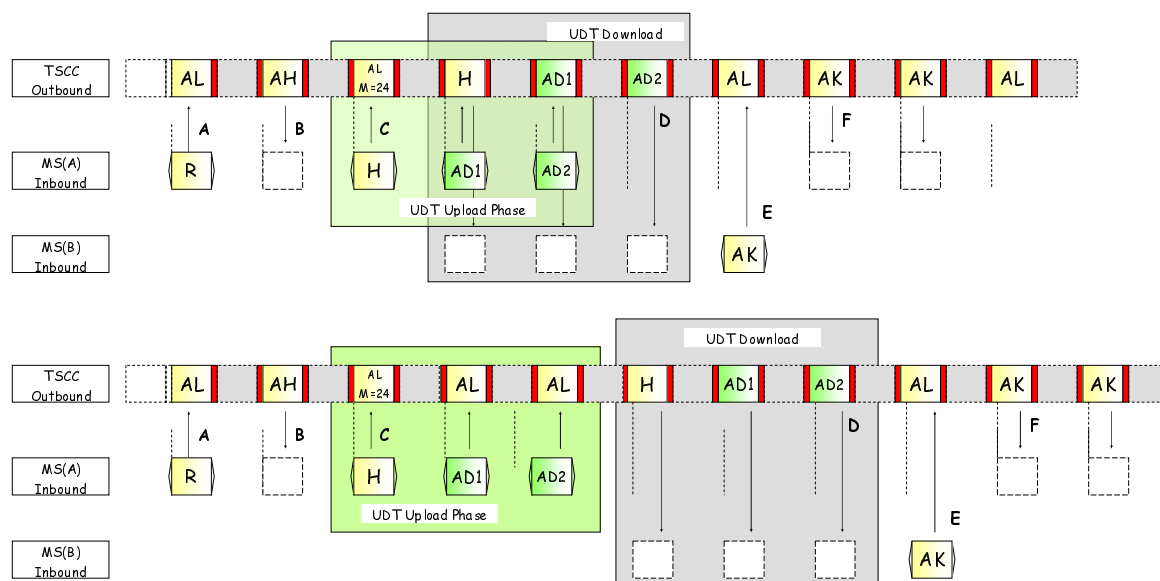 UDT Download
TSCC
Outbound
AL
AH
AL
M=24
H
AD1
AD2
AL
AK
AK
AL
A
B
C
D
F
MS(A)
Inbound
R
H
AD1
AD2
UDT Upload Phase
E
MS(B)
Inbound
AK
UDT Download
TSCC
Outbound
AL
AH
AL
M=24
AL
AL
H
AD1
AD2
AL
AK
AK
A
B
C
D
F
MS(A)
Inbound
R
H
AD1
AD2
UDT Upload Phase
E
MS(B)
Inbound
AK